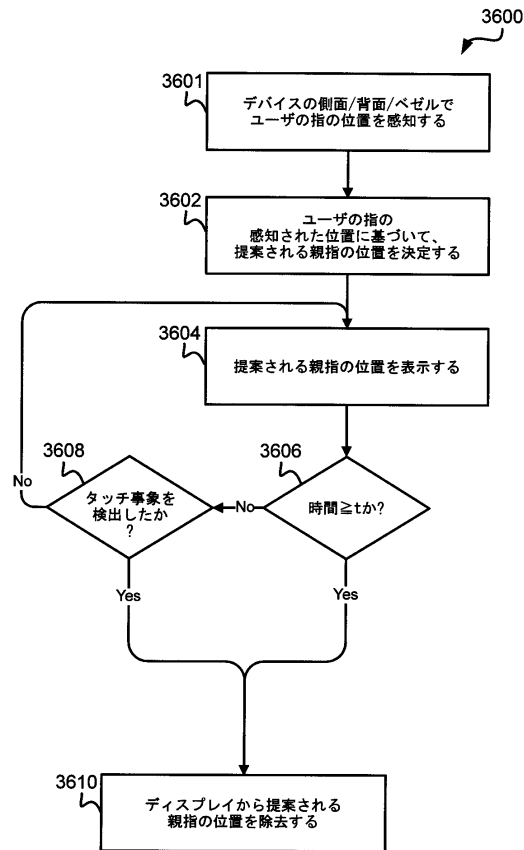 3600
3601
デバイスの側面/背面/ベゼルで
ユーザの指の位置を感知する
3602
ユーザの指の
感知された位置に基づいて、
提案される親指の位置を決定する
3604
提案される親指の位置を表示する
3606
時間≧tか?
No
3608
タッチ事象を
検出したか
?
No
Yes
Yes
3610
ディスプレイから提案される
親指の位置を除去する